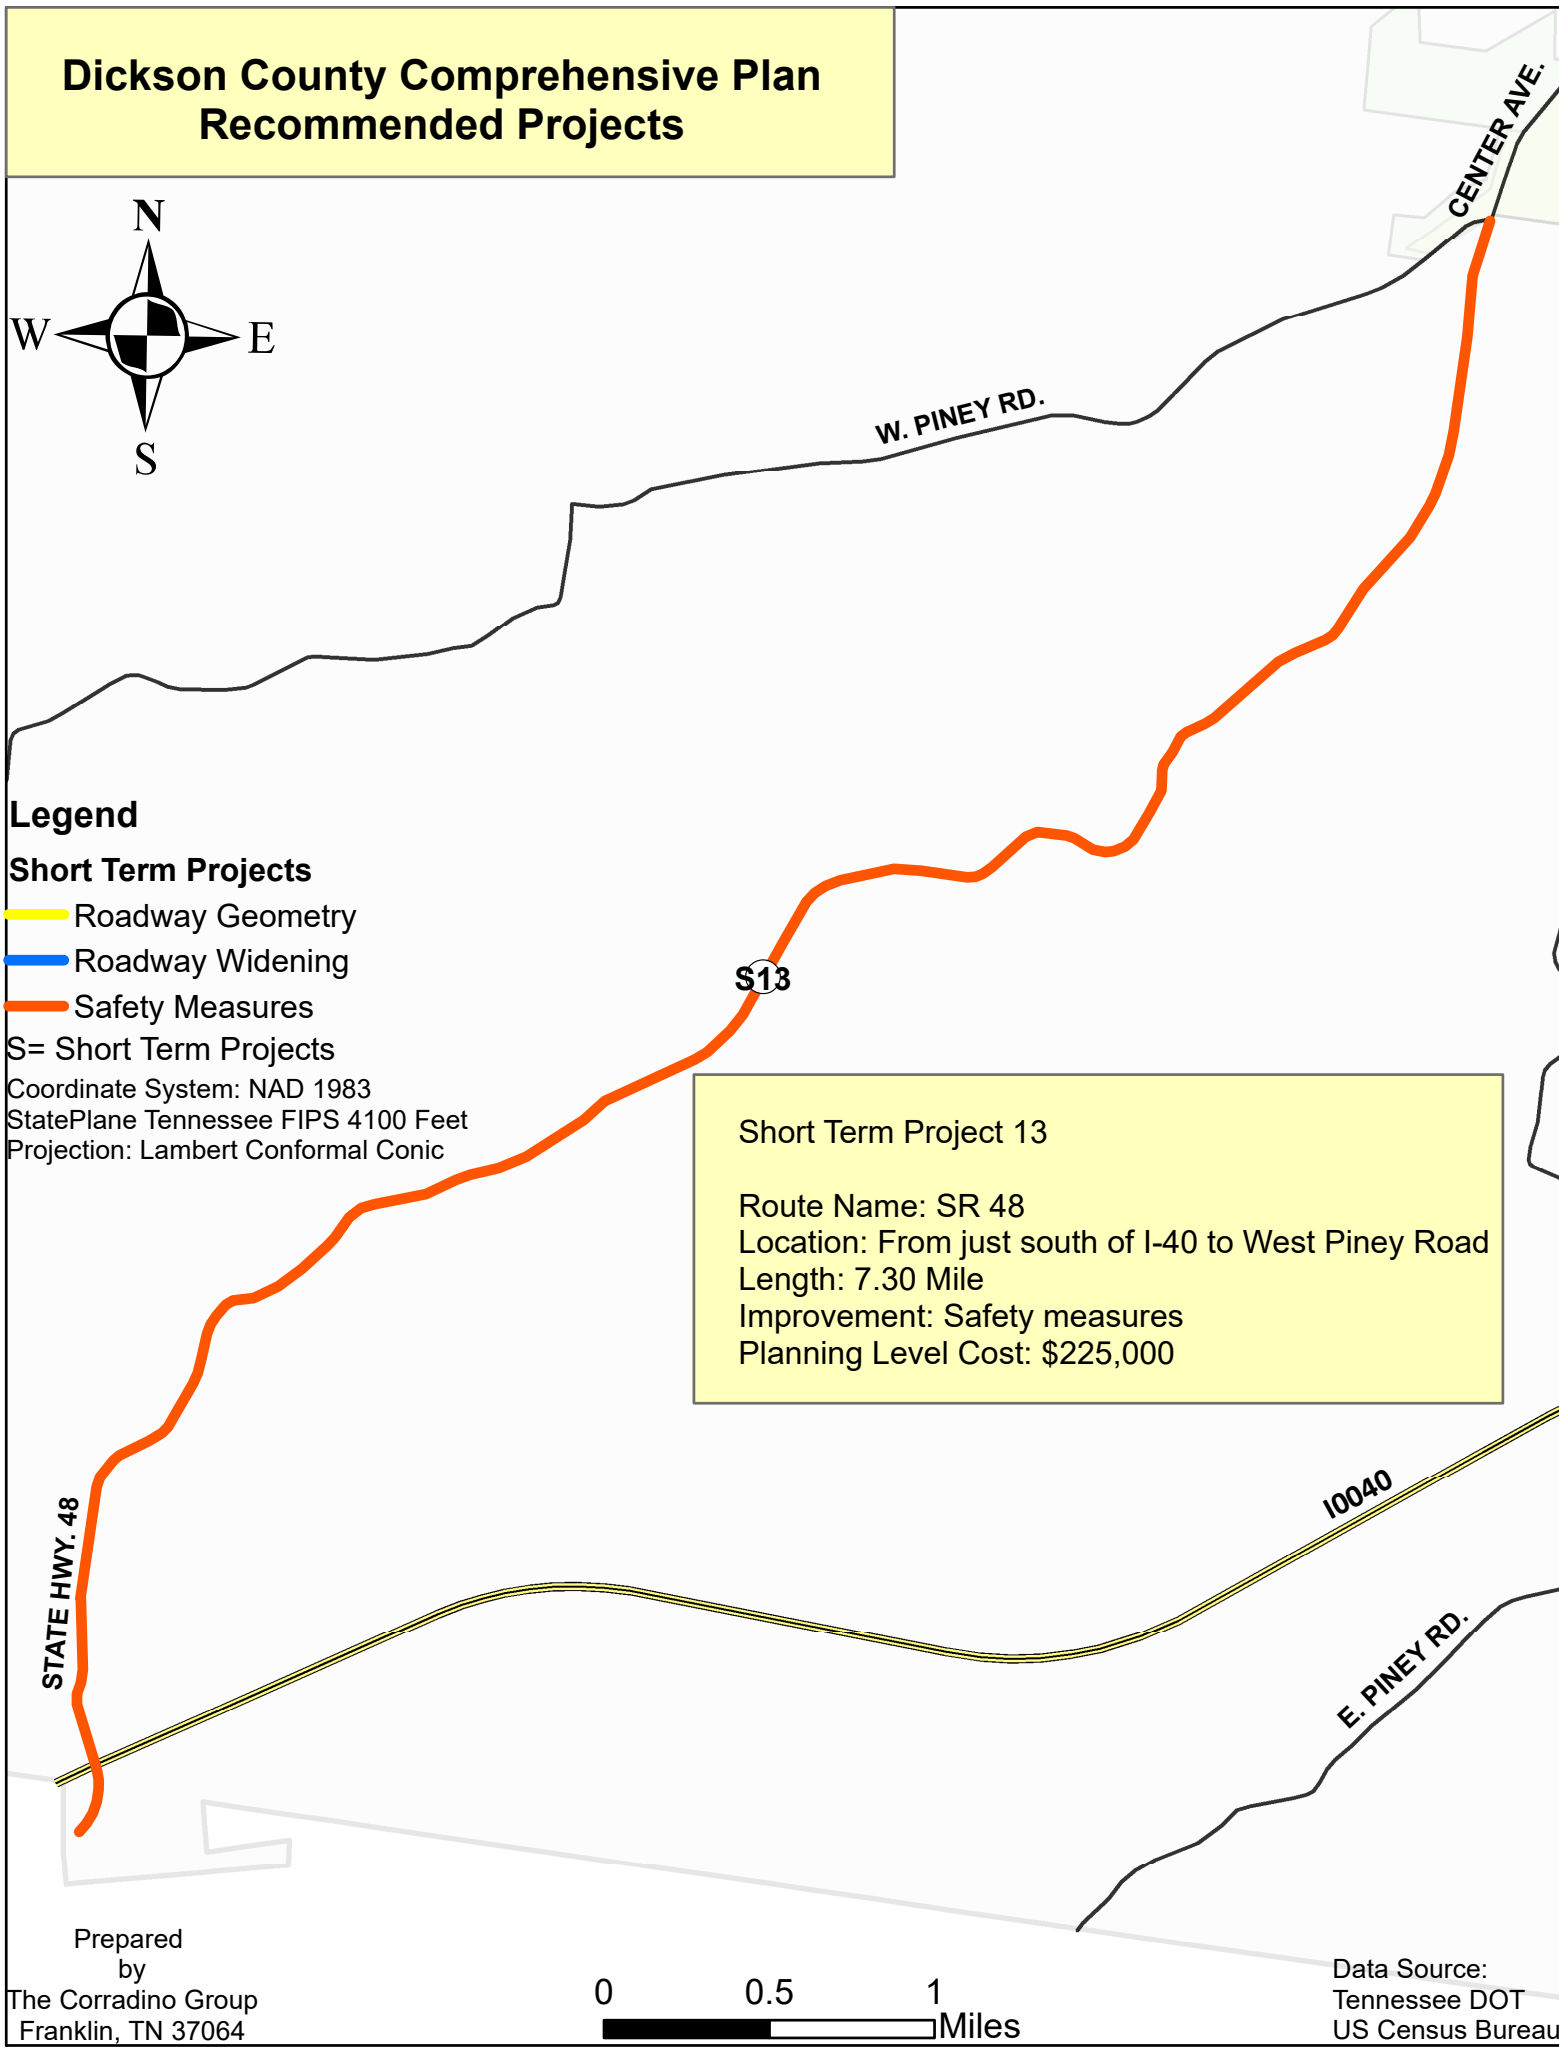 Dickson County Comprehensive Plan
Recommended Projects
CENTER AVE.
N
W
E
S
W. PINEY RD.
Legend
Short Term Projects
Roadway Geometry
Roadway Widening
Safety Measures
S= Short Term Projects
Coordinate System: NAD 1983
StatePlane Tennessee FIPS 4100 Feet
Projection: Lambert Conformal Conic
S13
Short Term Project 13
Route Name: SR 48
Location: From just south of I-40 to West Piney Road
Length: 7.30 Mile
Improvement: Safety measures
Planning Level Cost: $225,000
I0040
STATE HWY. 48
E. PINEY RD.
Prepared
by
The Corradino Group
Franklin, TN 37064
0 0.5 1
Miles
Data Source:
Tennessee DOT
US Census Bureau